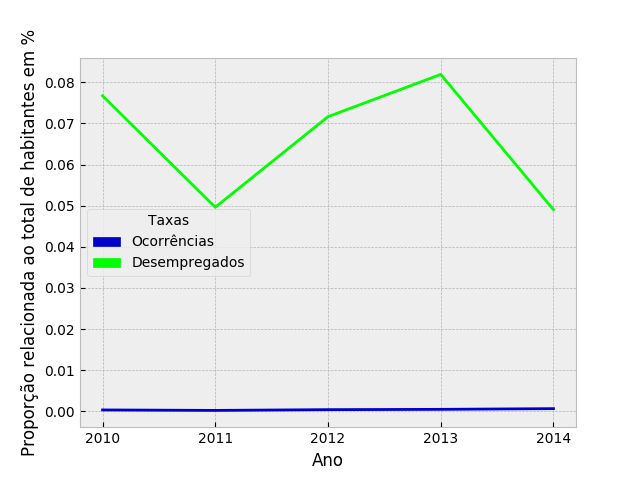 Proporção relacionada ao total de habitantes em %
0.08
0.07
0.06
0.05
0.04
0.03
0.02
0.01
0.00
Taxas
Ocorrências
Desempregados
2010 2011 2012 2013 2014
Ano